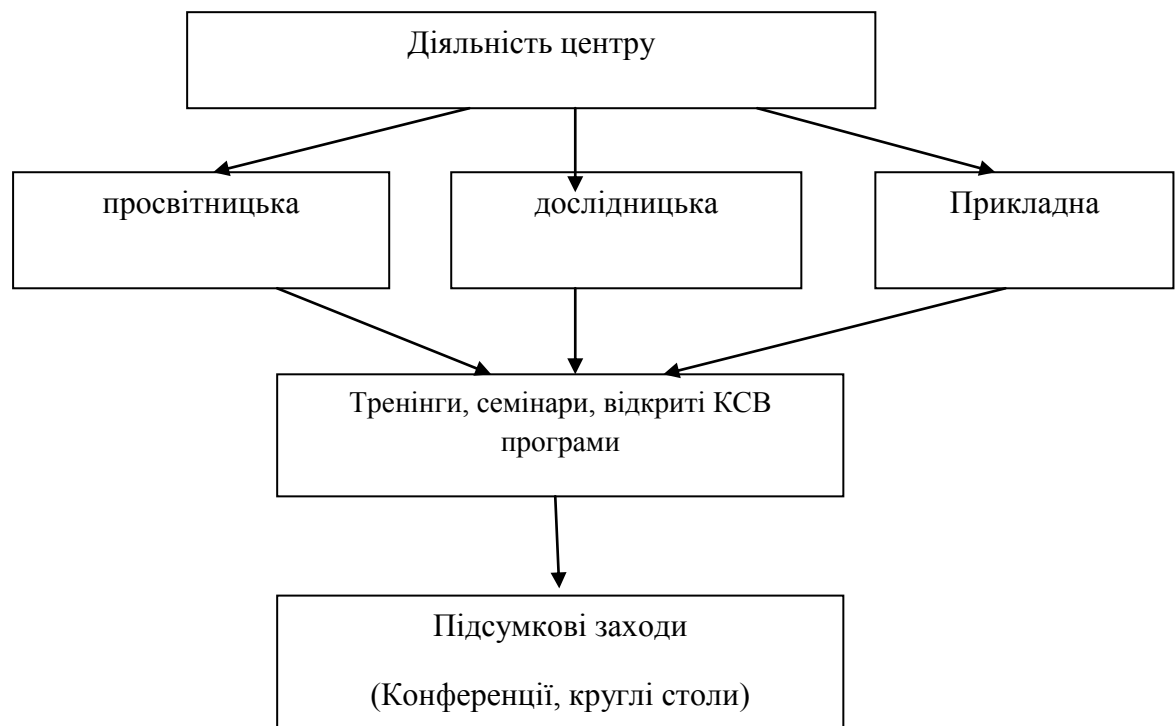 Діяльність центру
просвітницька
дослідницька
Прикладна
Тренінги, семінари, відкриті КСВ
програми
Підсумкові заходи
(Конференції, круглі столи)